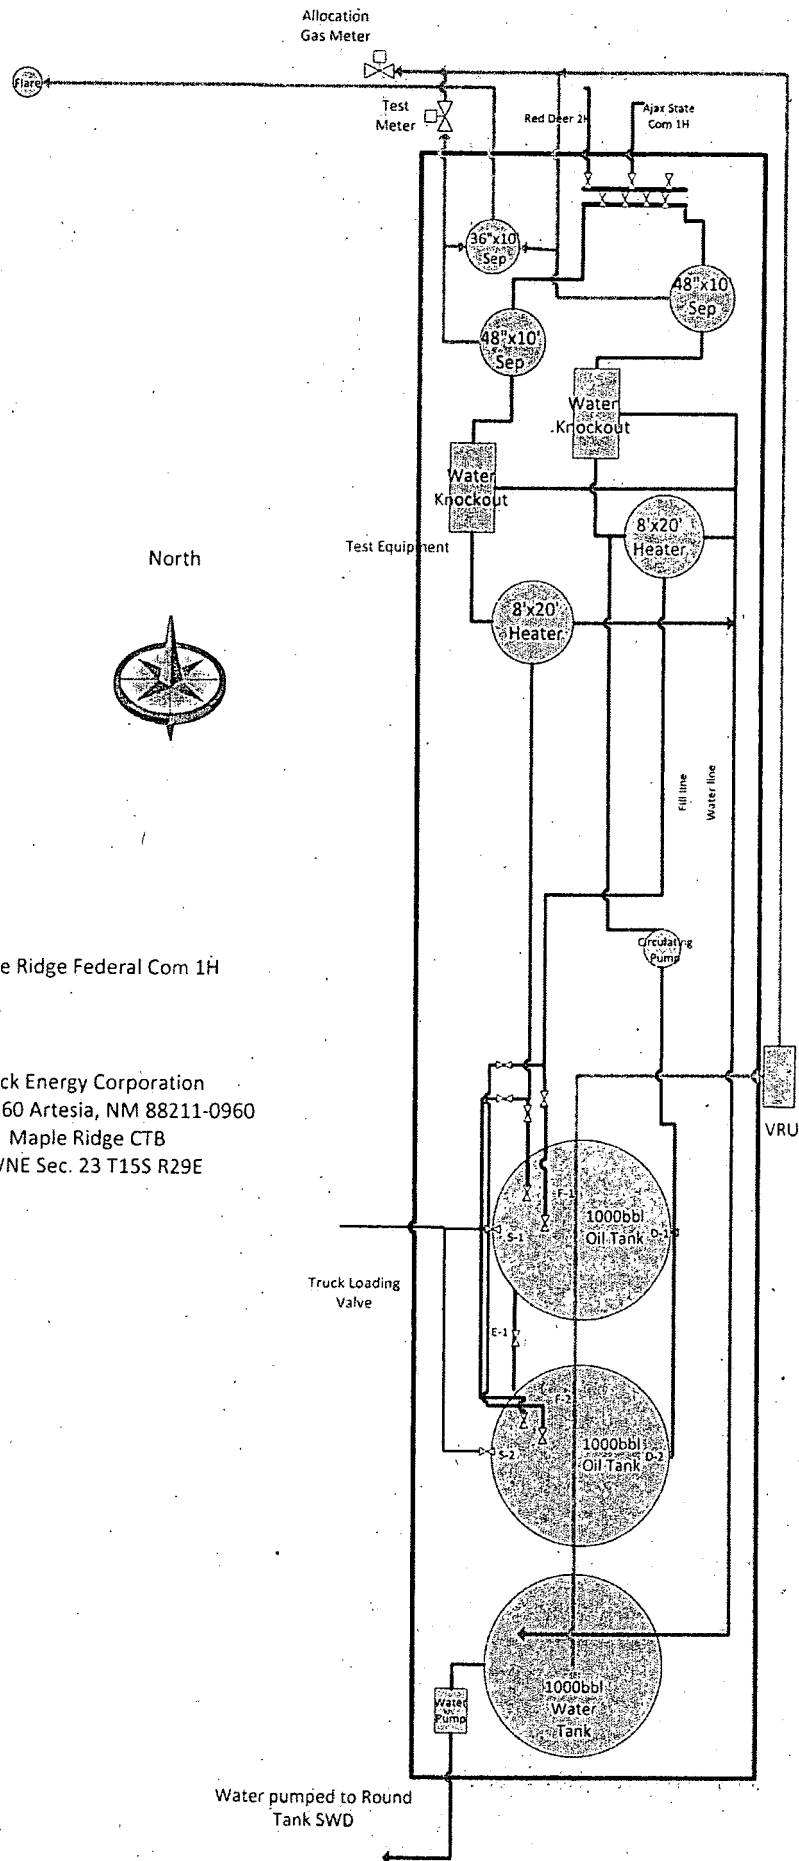 Allocation
Gas Meter
Flare
Test
Meter
Red Deer 2H
Ajax State
Com 1H
36"x10'
Sep
48"x10'
Sep
48"x10'
Sep
Water
Knockout
Water
Knockout
8'x20'
Heater
Test Equipment
North
8'x20'
Heater
Fill line
Water line
Circulating
Pump
e Ridge Federal Com 1H
ck Energy Corporation
60 Artesia, NM 88211-0960
Maple Ridge CTB
/NE Sec. 23 T15S R29E
VRU
F-1
1000bbl
Oil Tank
D-1
S-1
Truck Loading
Valve
E-1
F-2
1000bbl
Oil Tank
D-2
S-2
1000bbl
Water
Tank
Water
Pump
Water pumped to Round
Tank SWD